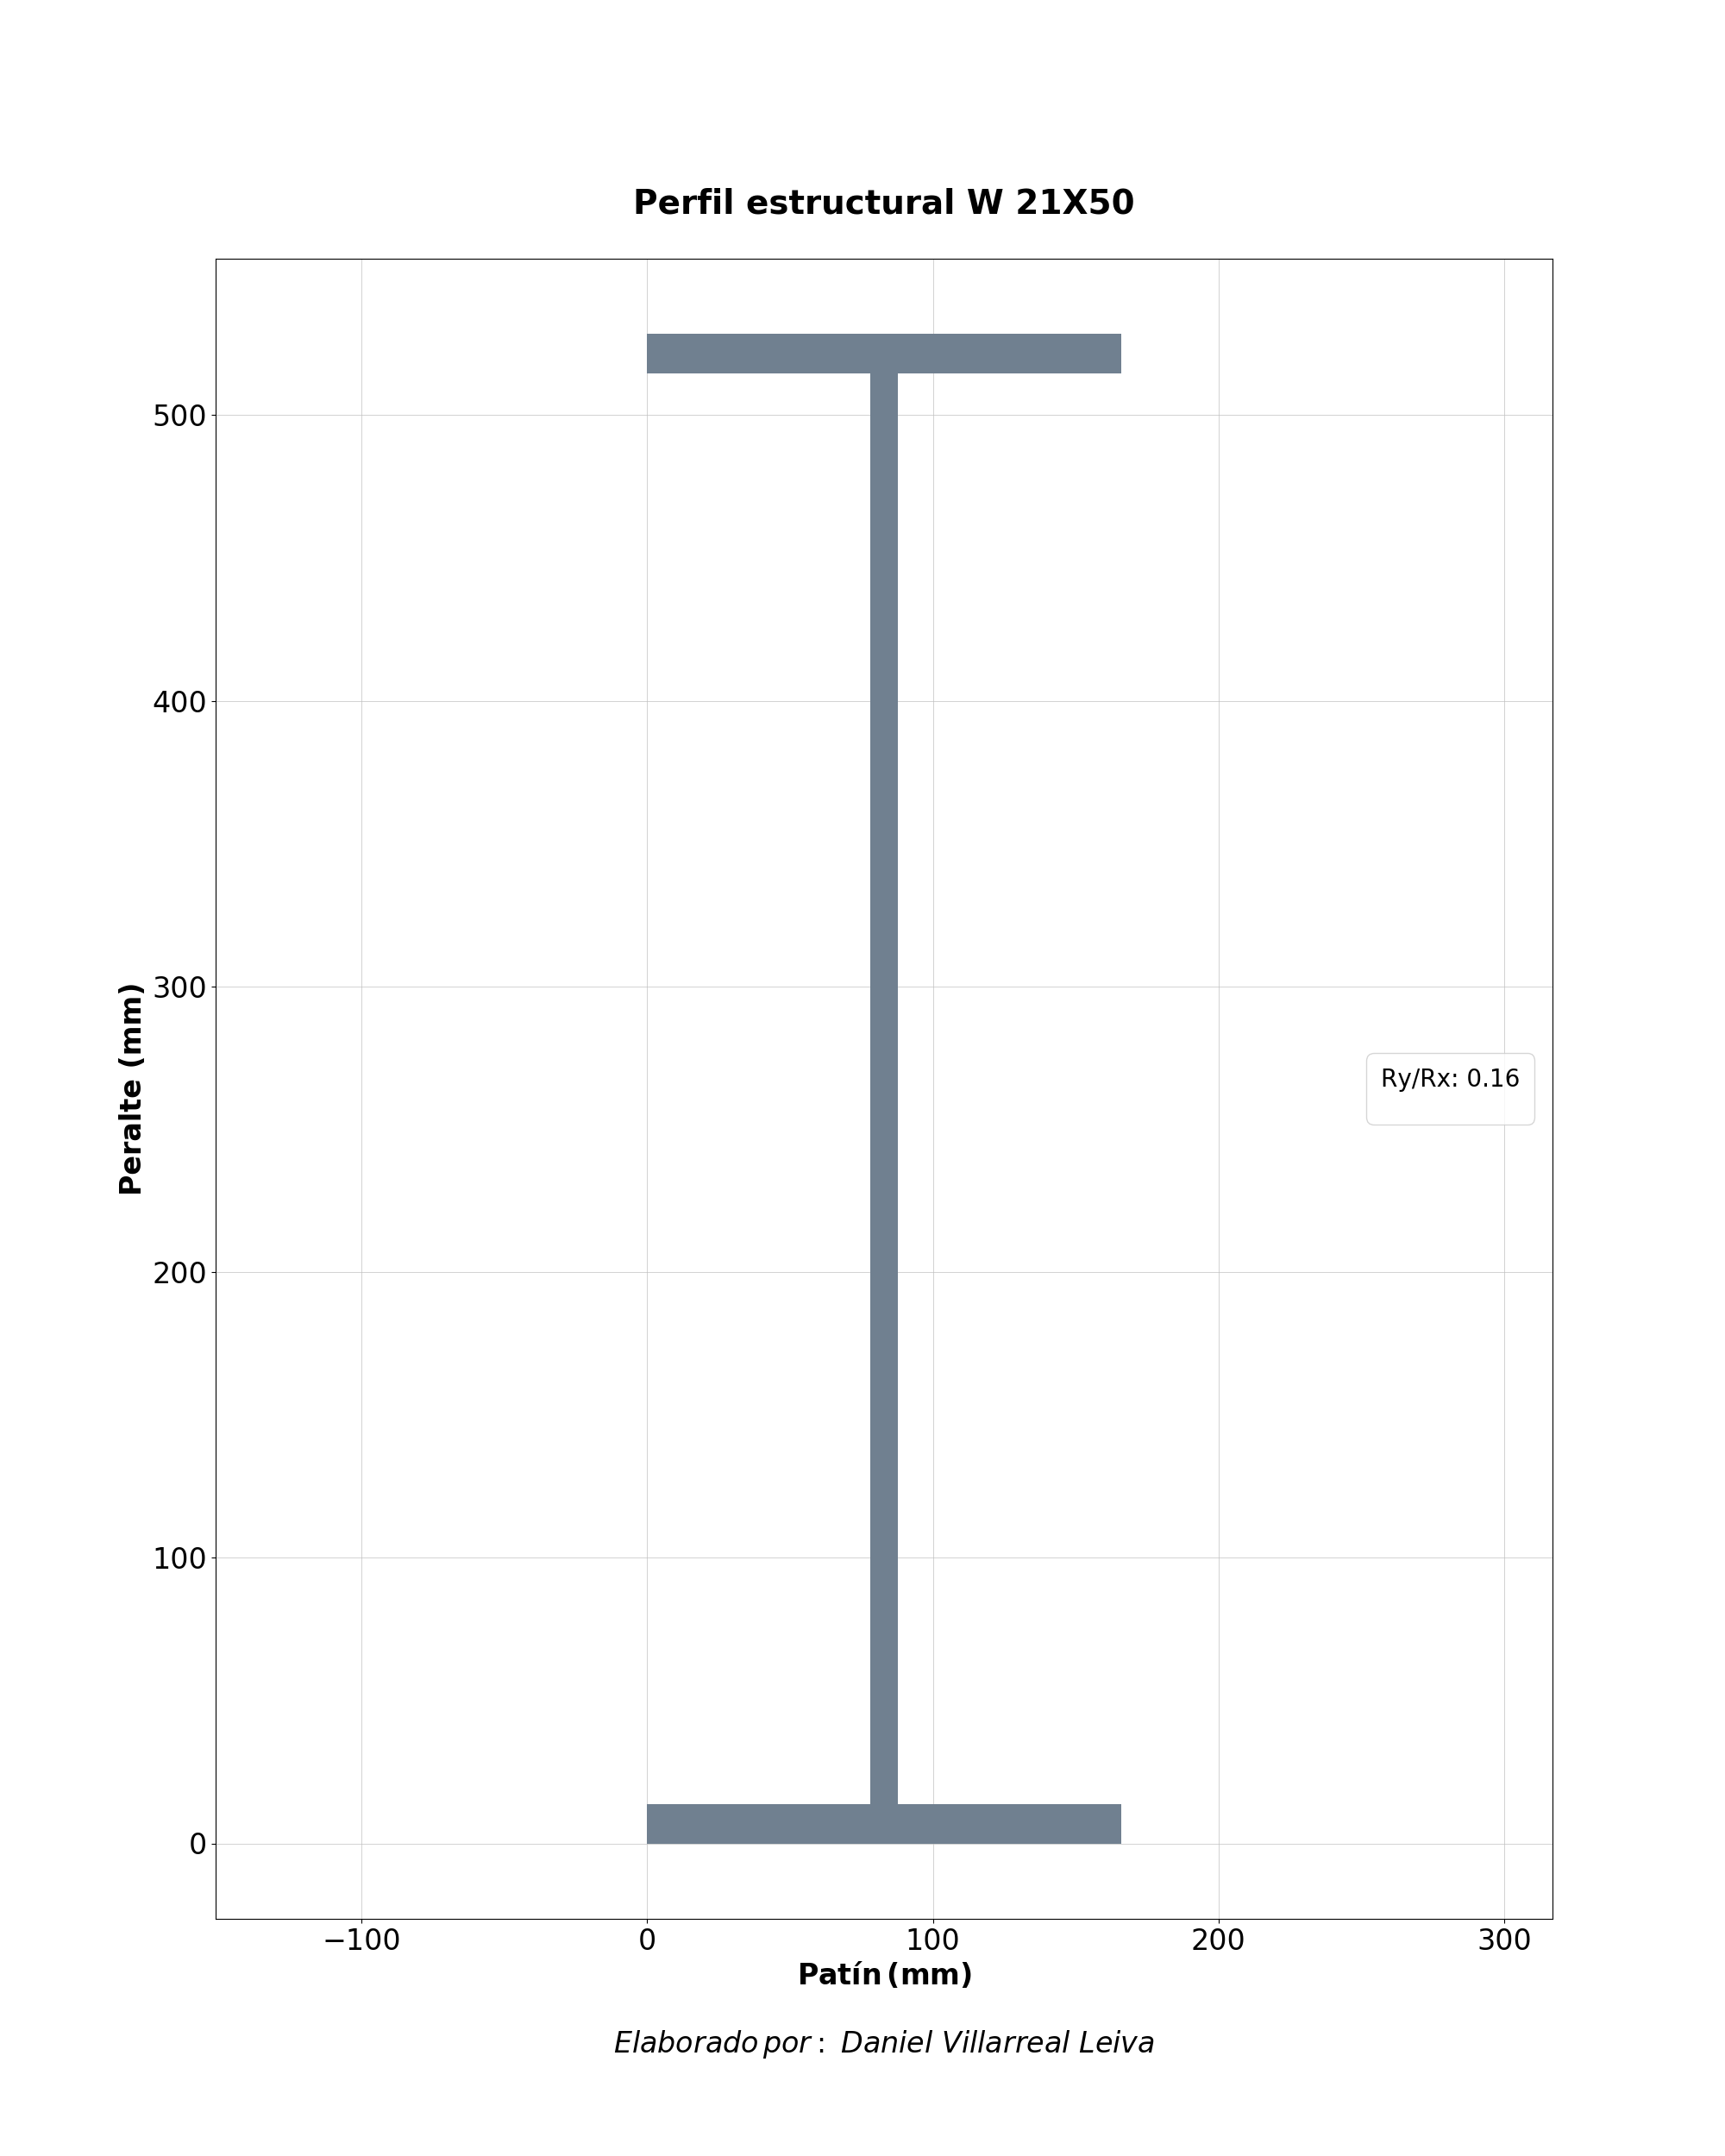 Perfil estructural W 21X50
500
400
300
200
100
0
Peralte (mm)
Ry/Rx: 0.16
−100
0
100
200
300
Patín (mm)
Elaborado por: Daniel Villarreal Leiva